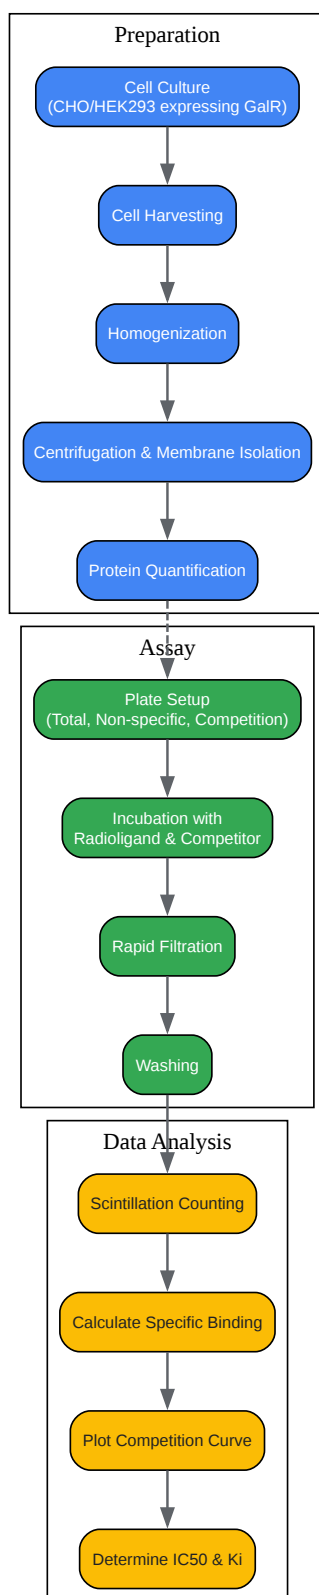 Preparation
Cell Culture
(CHO/HEK293 expressing GalR)
Cell Harvesting
Homogenization
Centrifugation & Membrane Isolation
Protein Quantification
Assay
Plate Setup
(Total, Non-specific, Competition)
Incubation with
Radioligand & Competitor
Rapid Filtration
Washing
Data Analysis
Scintillation Counting
Calculate Specific Binding
Plot Competition Curve
Determine IC50 & Ki